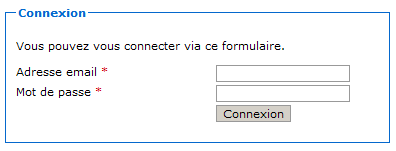 Connexion
Vous pouvez vous connecter via ce formulaire.
Adresse email *
Mot de passe *
Connexion